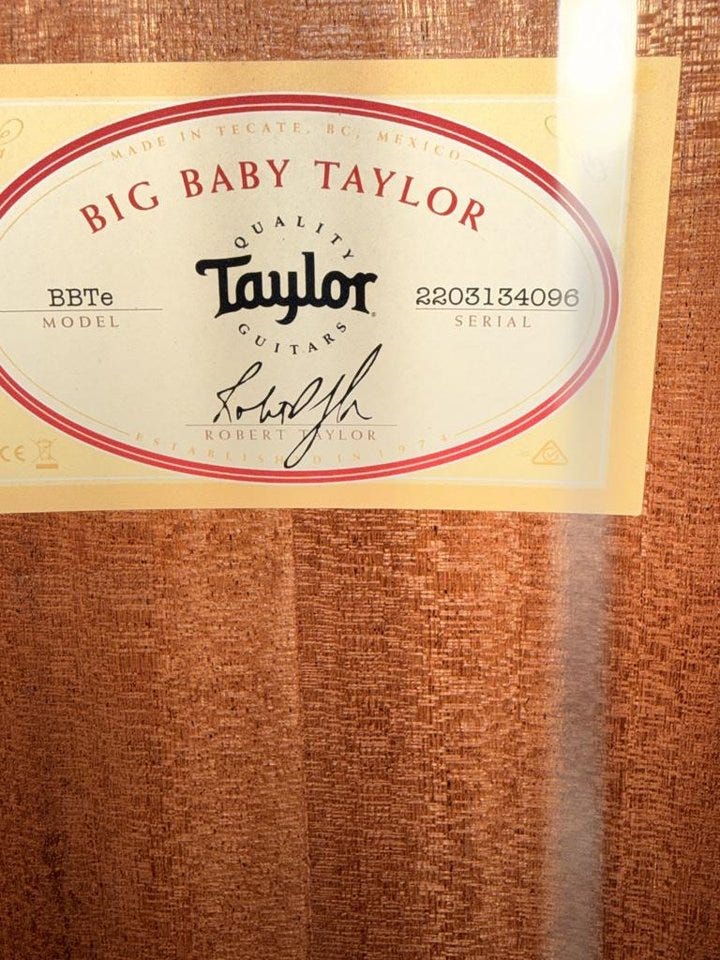 MADE IN TECATE, BC, MEXICO
BIG BABY TAYLOR
QUALITY
Taylor
GUITARS
BBTe
MODEL
2203134096
SERIAL
ROBERT TAYLOR
ESTABLISHED IN 1974
CE